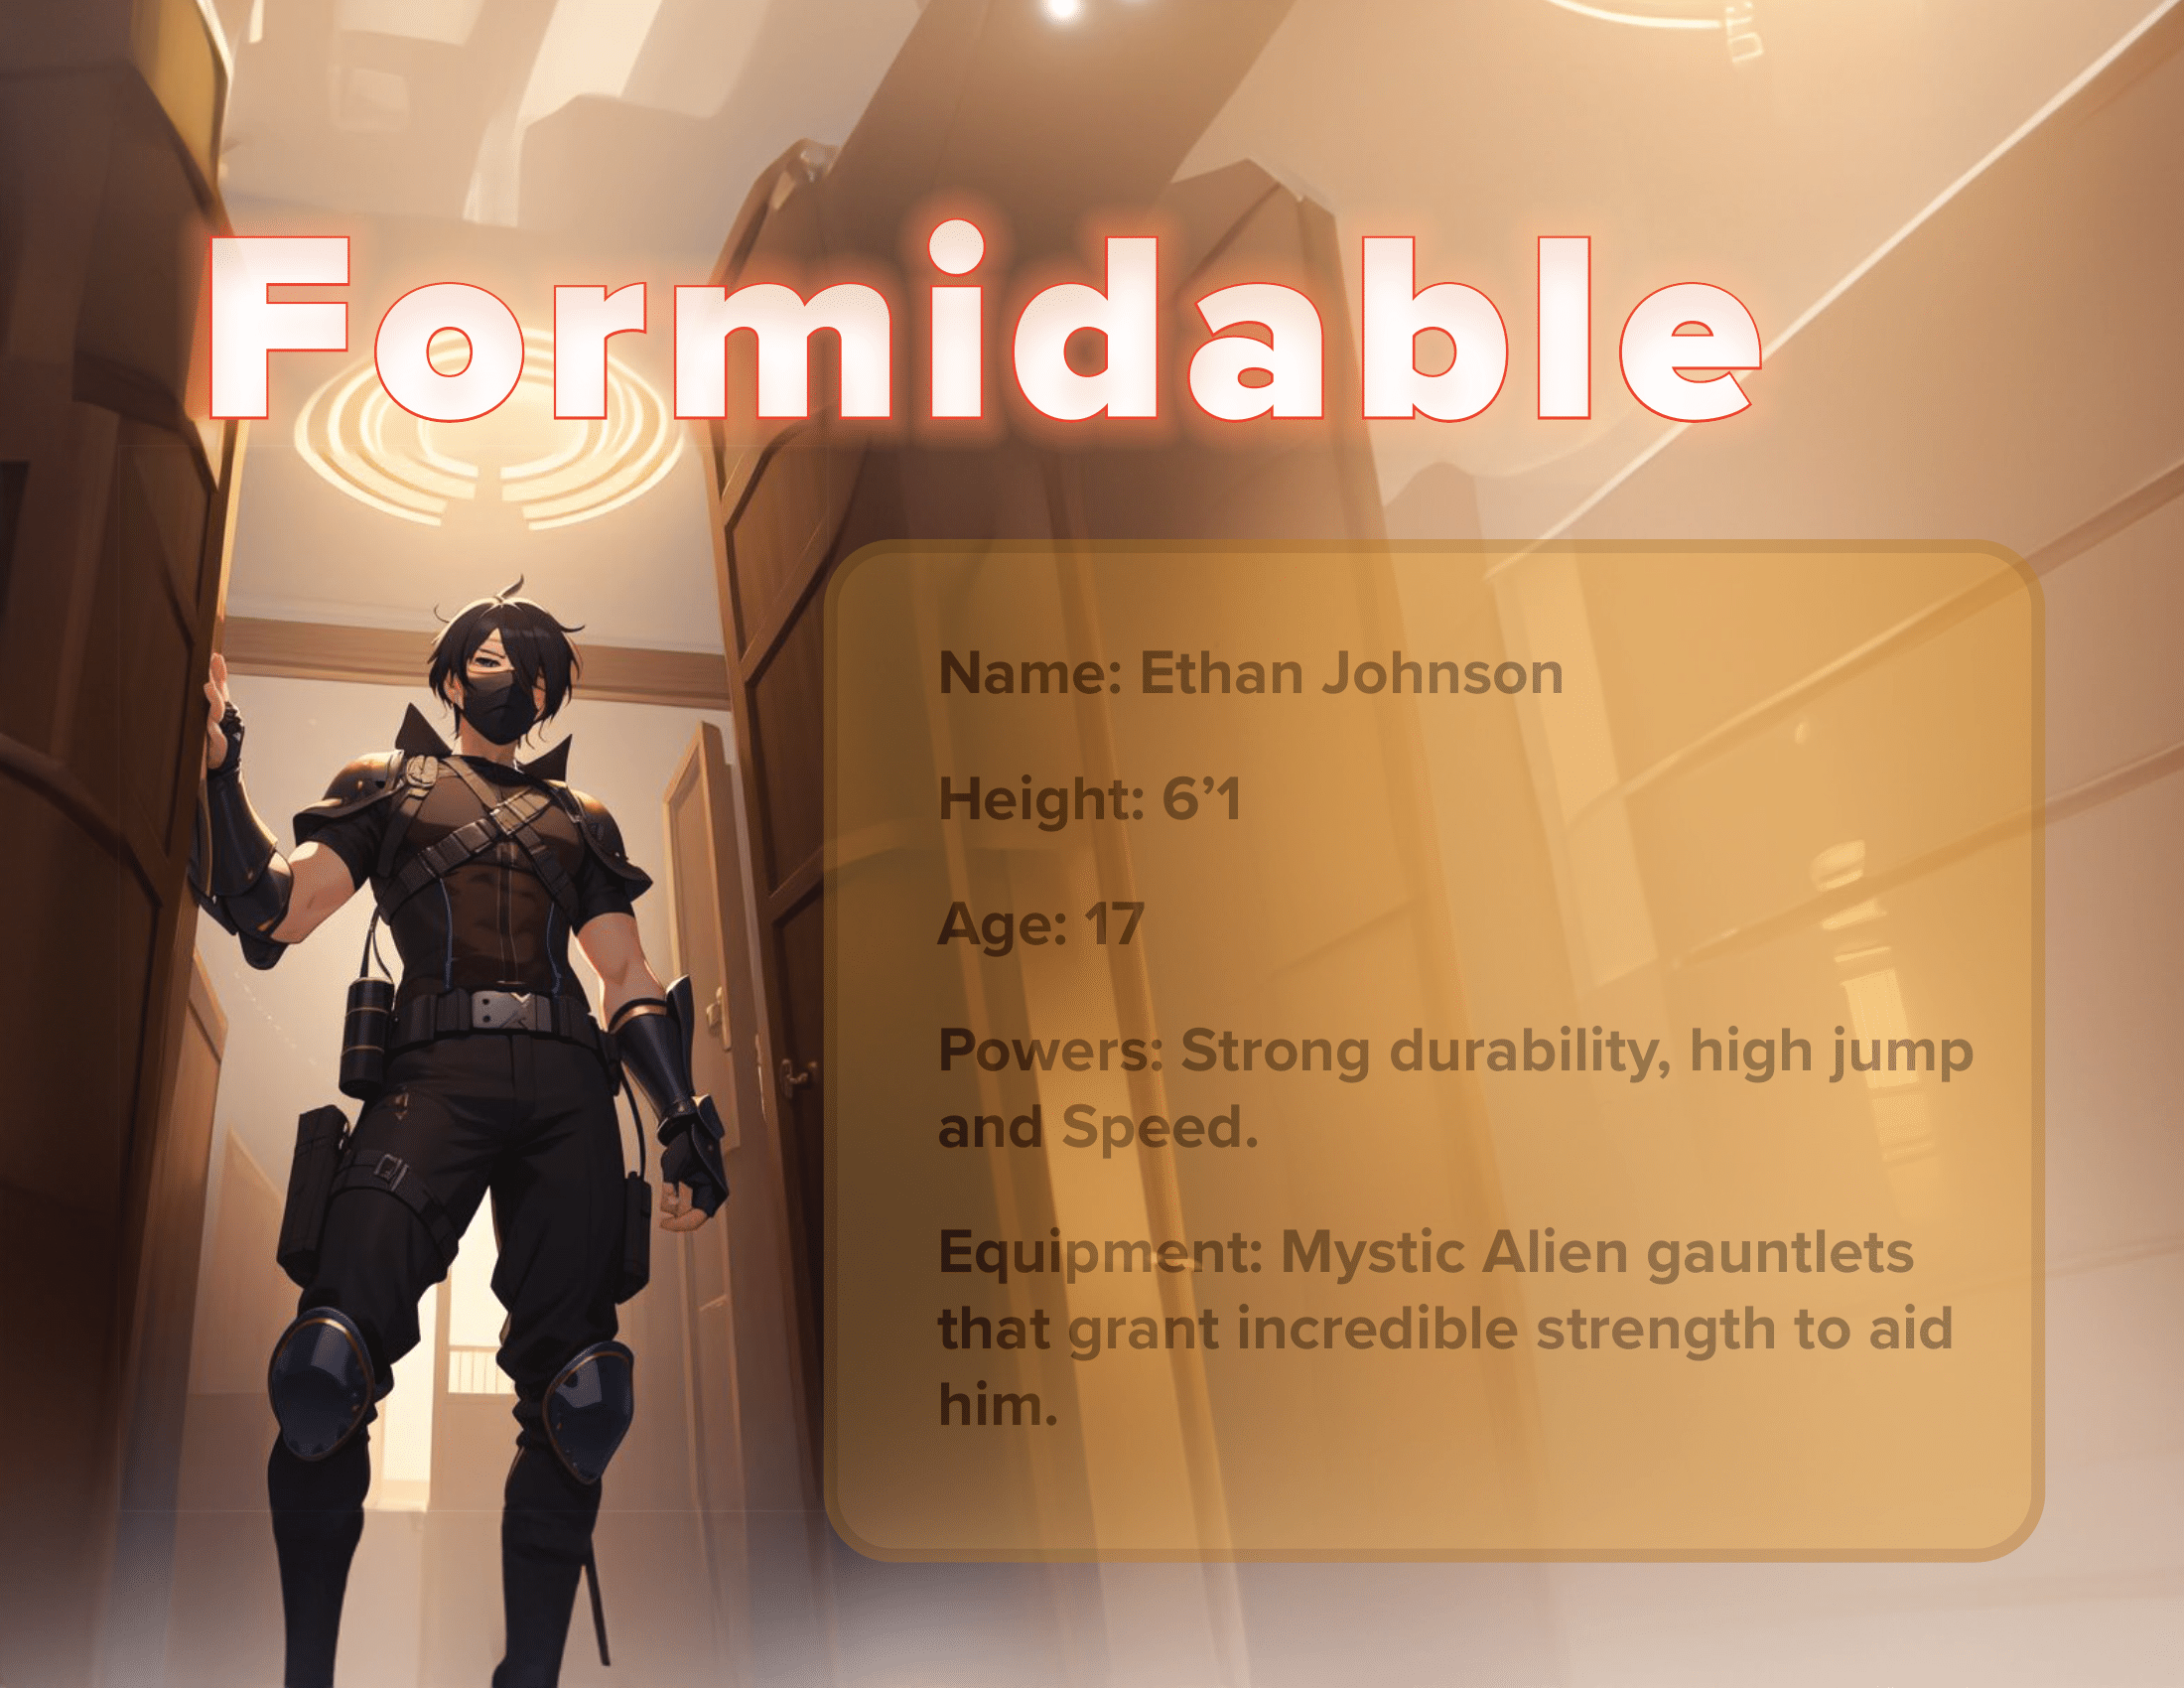 Formidable
Name: Ethan Johnson
Height: 6’1
Age: 17
Powers: Strong durability, high jump
and Speed.
Equipment: Mystic Alien gauntlets
that grant incredible strength to aid
him.